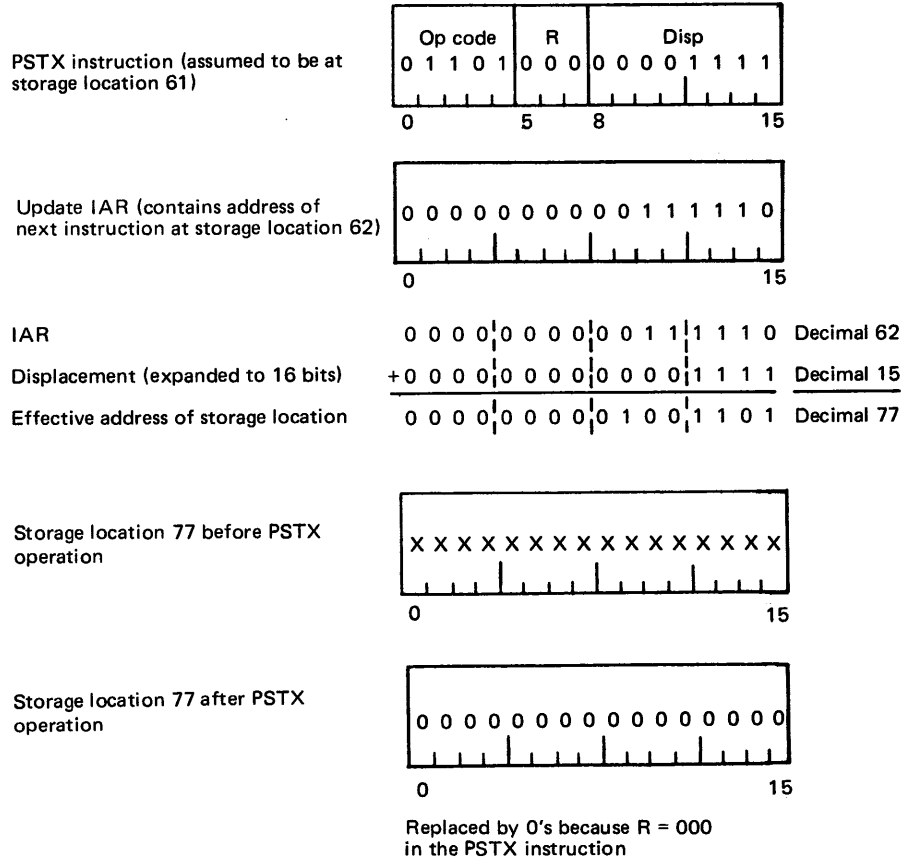 Op code R Disp
PSTX instruction (assumed to be at
storage location 61)
0 1 1 0 1 0 0 0 0 0 0 0 1 1 1 1
0 5 8 15
Update IAR (contains address of
next instruction at storage location 62)
0 0 0 0 0 0 0 0 0 0 1 1 1 1 1 0
0 15
IAR 0 0 0 0 0 0 0 0 0 0 1 1 1 1 1 0 Decimal 62
Displacement (expanded to 16 bits) +0 0 0 0 0 0 0 0 0 0 0 0 1 1 1 1 Decimal 15
Effective address of storage location 0 0 0 0 0 0 0 0 0 1 0 0 1 1 0 1 Decimal 77
Storage location 77 before PSTX
operation
X X X X X X X X X X X X X X X X
0 15
Storage location 77 after PSTX
operation
0 0 0 0 0 0 0 0 0 0 0 0 0 0 0 0
0 15
Replaced by 0's because R = 000
in the PSTX instruction